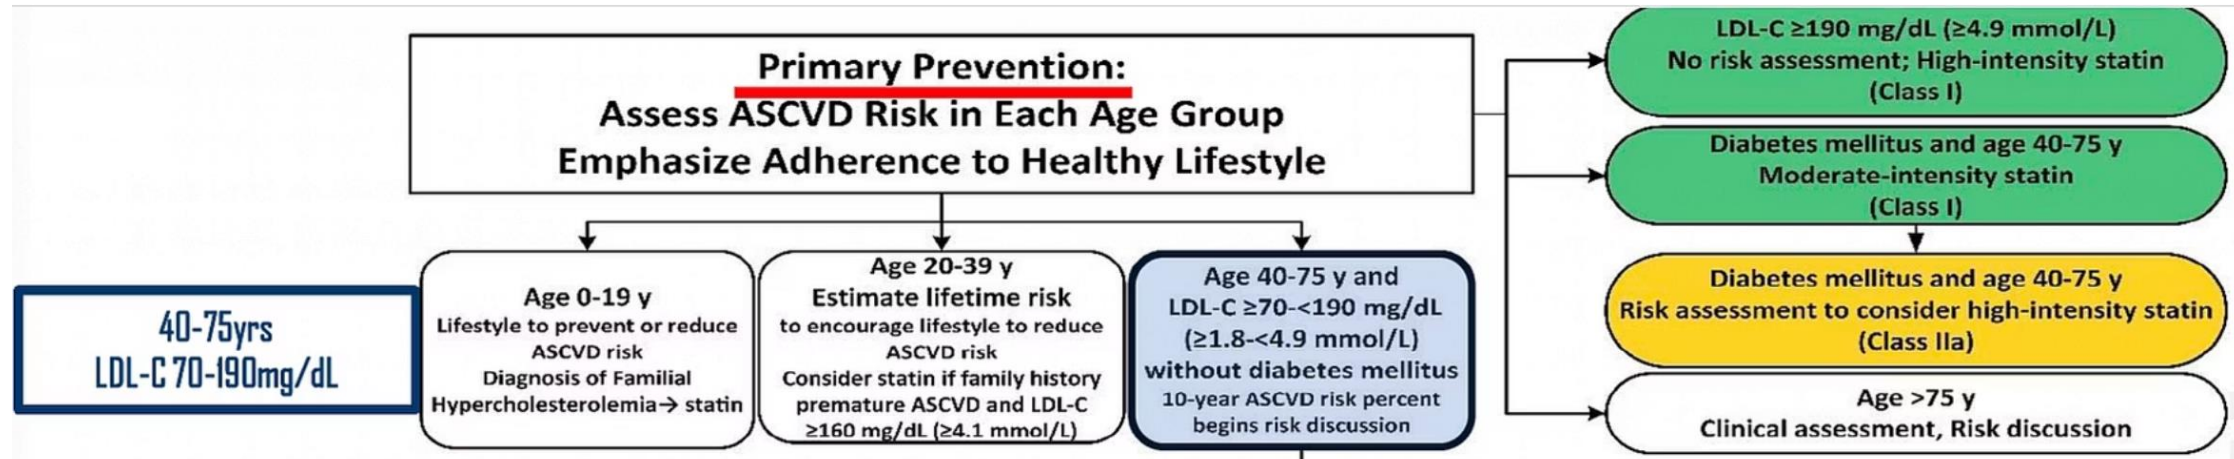 Primary Prevention:
Assess ASCVD Risk in Each Age Group
Emphasize Adherence to Healthy Lifestyle
LDL-C ≥190 mg/dL (≥4.9 mmol/L)
No risk assessment; High-intensity statin
(Class I)
Diabetes mellitus and age 40-75 y
Moderate-intensity statin
(Class I)
Diabetes mellitus and age 40-75 y
Risk assessment to consider high-intensity statin
(Class IIa)
Age >75 y
Clinical assessment, Risk discussion
40-75yrs
LDL-C 70-190mg/dL
Age 0-19 y
Lifestyle to prevent or reduce
ASCVD risk
Diagnosis of Familial
Hypercholesterolemia→ statin
Age 20-39 y
Estimate lifetime risk
to encourage lifestyle to reduce
ASCVD risk
Consider statin if family history
premature ASCVD and LDL-C
≥160 mg/dL (≥4.1 mmol/L)
Age 40-75 y and
LDL-C ≥70-<190 mg/dL
(≥1.8-<4.9 mmol/L)
without diabetes mellitus
10-year ASCVD risk percent
begins risk discussion